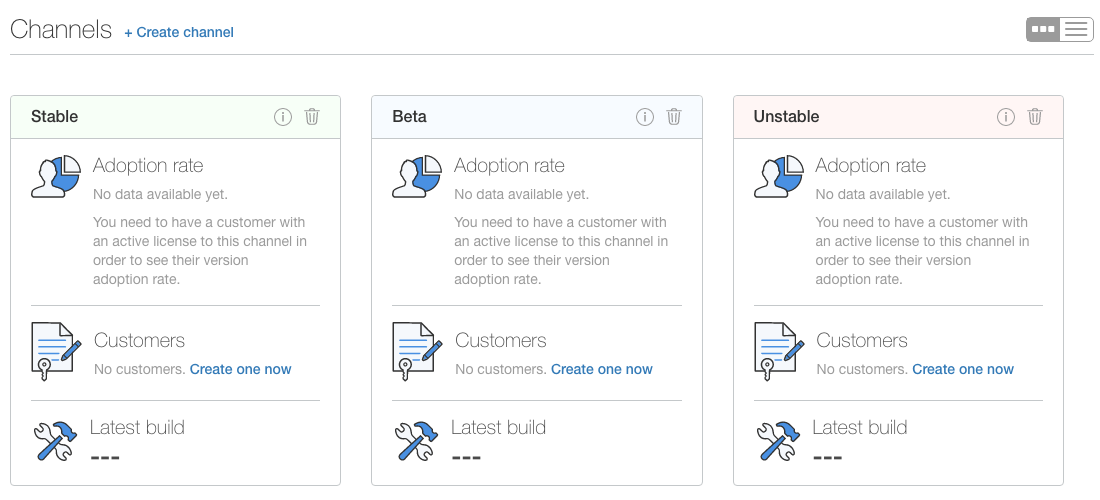 Channels + Create channel
Stable
Adoption rate
No data available yet.
You need to have a customer with
an active license to this channel in
order to see their version
adoption rate.
Customers
No customers. Create one now
Latest build
---
Beta
Adoption rate
No data available yet.
You need to have a customer with
an active license to this channel in
order to see their version
adoption rate.
Customers
No customers. Create one now
Latest build
---
Unstable
Adoption rate
No data available yet.
You need to have a customer with
an active license to this channel in
order to see their version
adoption rate.
Customers
No customers. Create one now
Latest build
---